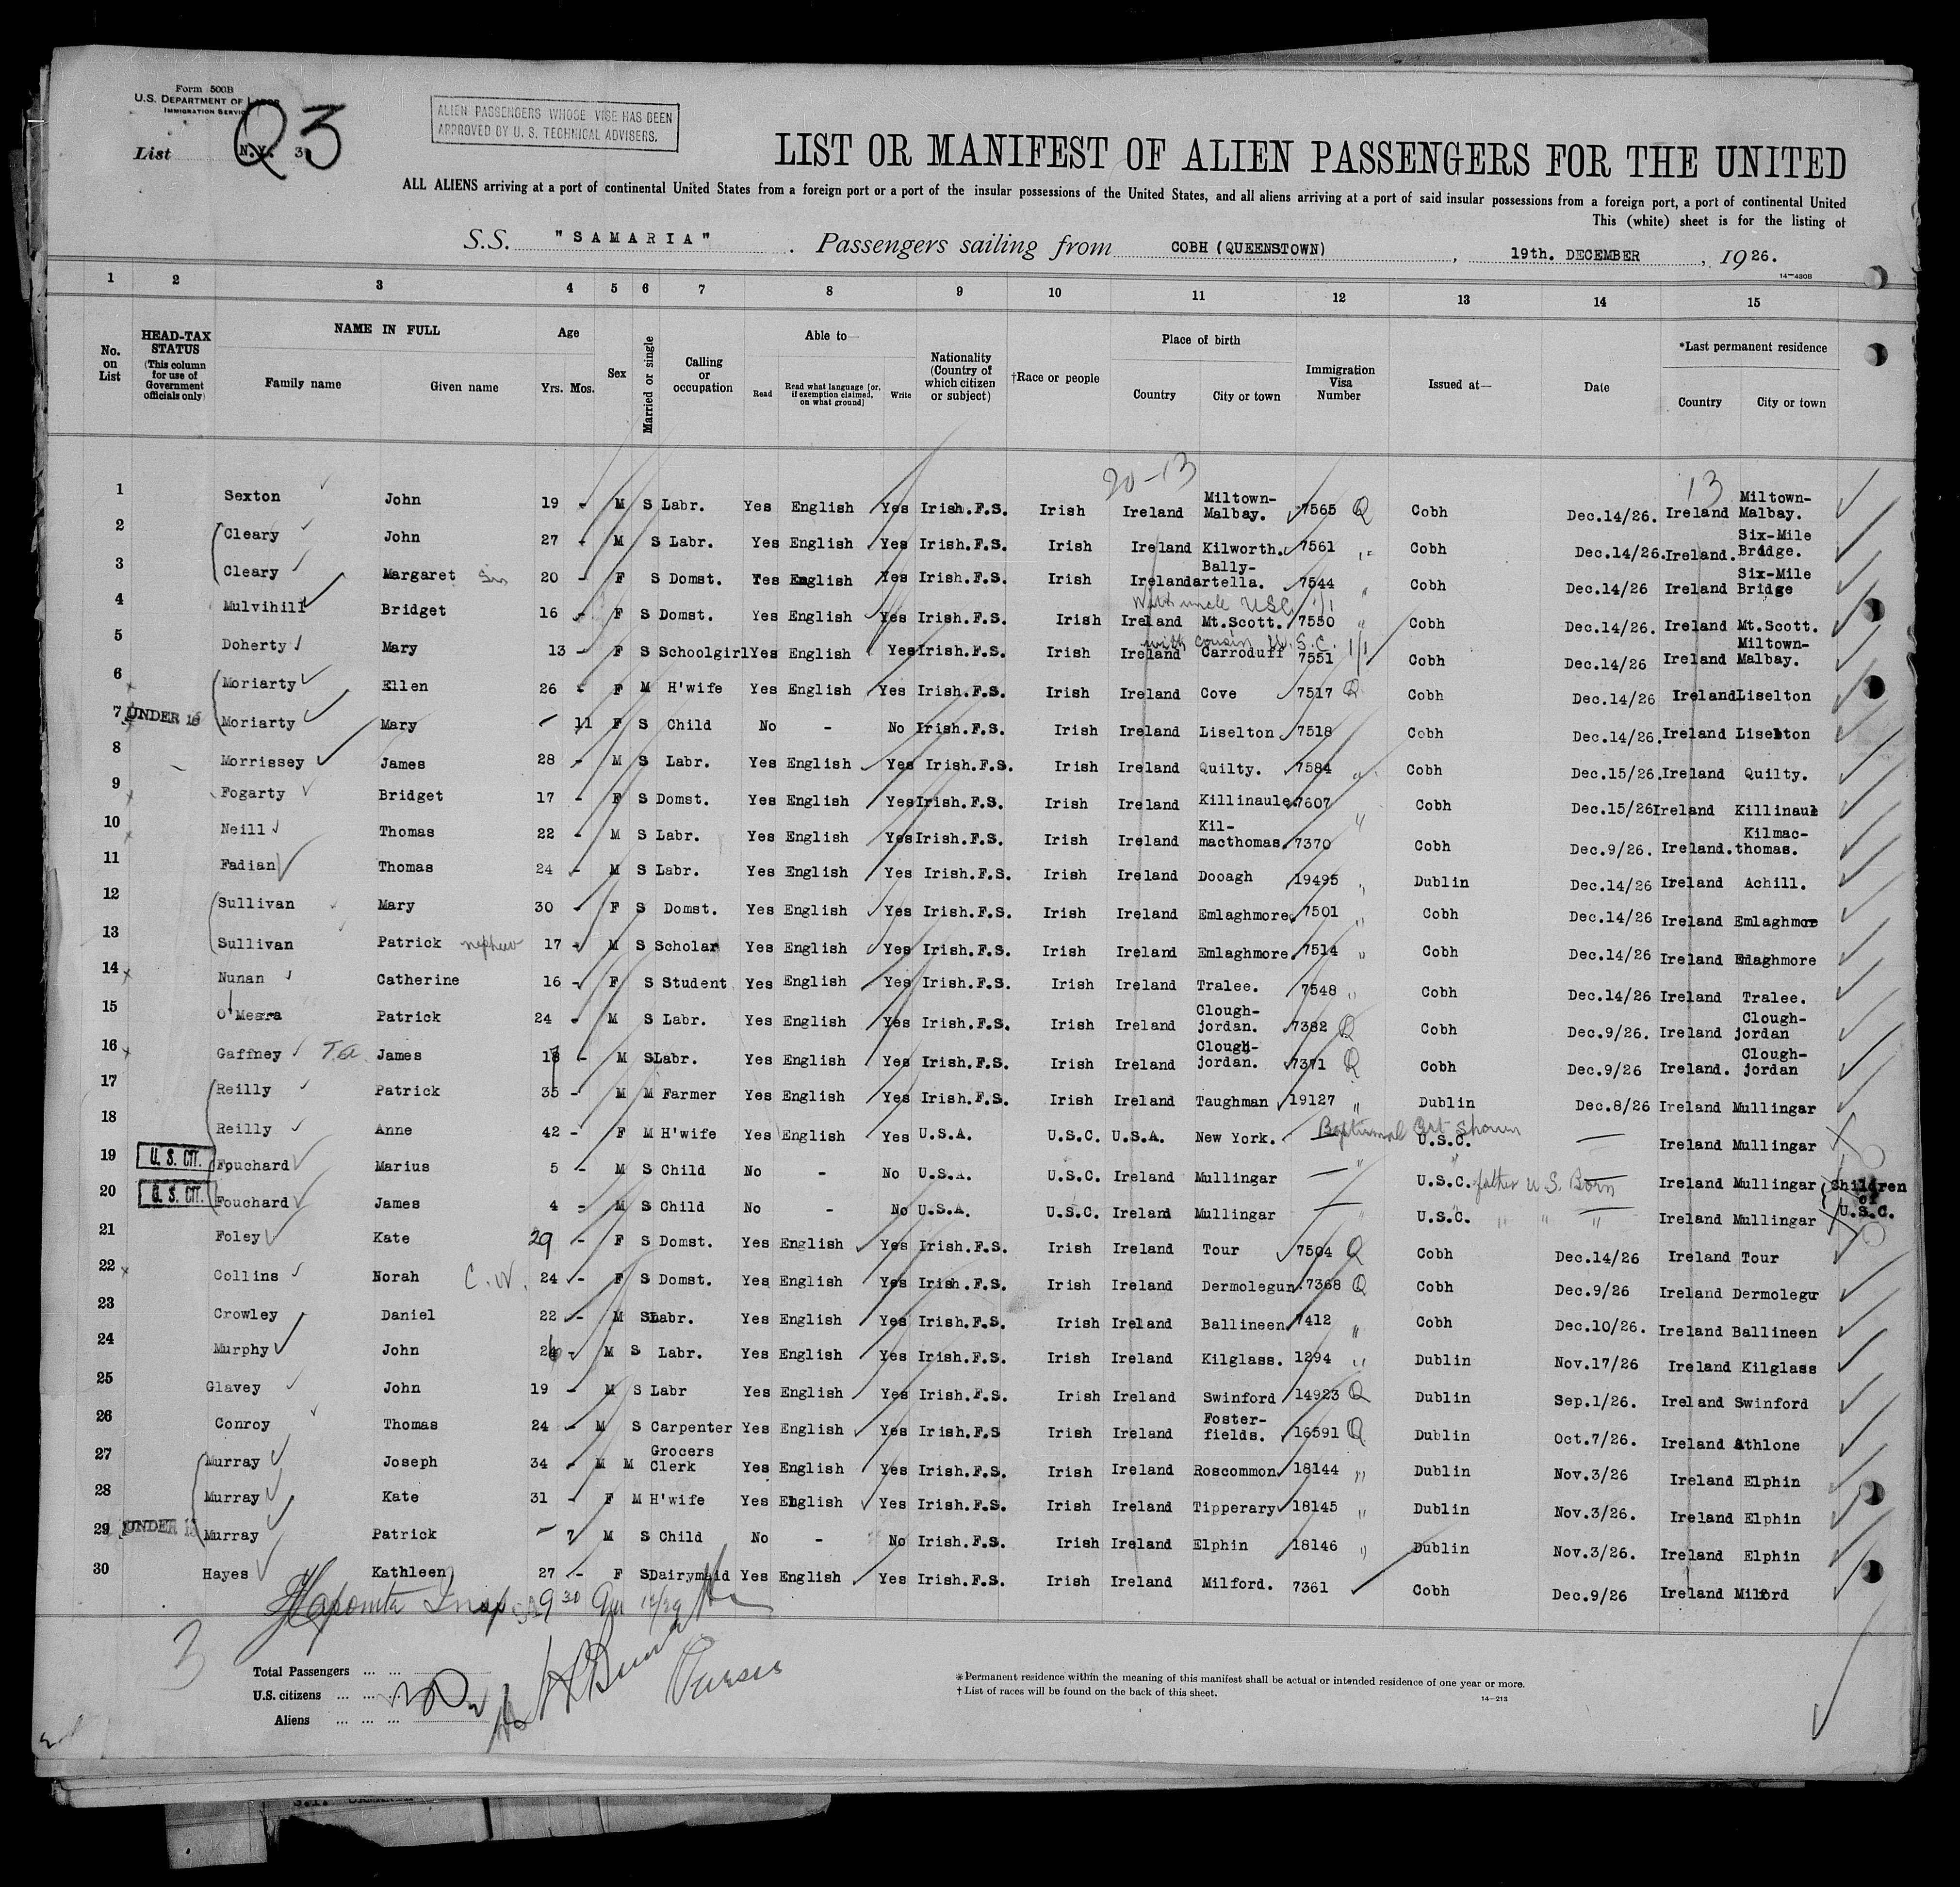 Form 500B
U.S. DEPARTMENT OF LABOR
IMMIGRATION SERVICE
Q3
List N.Y. 3
ALIEN PASSENGERS WHOSE VISE HAS BEEN
APPROVED BY U. S. TECHNICAL ADVISERS.
LIST OR MANIFEST OF ALIEN PASSENGERS FOR THE UNITED
ALL ALIENS arriving at a port of continental United States from a foreign port or a port of the insular possessions of the United States, and all aliens arriving at a port of said insular possessions from a foreign port, a port of continental United
This (white) sheet is for the listing of
S.S. "SAMARIA" . Passengers sailing from COBH (QUEENSTOWN) , 19th. DECEMBER , 19 26.
14-430B
1 2 3 4 5 6 7 8 9 10 11 12 13 14 15
No. on List
HEAD-TAX STATUS (This column for use of Government officials only)
NAME IN FULL Family name Given name
Age Yrs. Mos.
Sex
Married or single
Calling or occupation
Able to— Read Read what language [or, if exemption claimed, on what ground] Write
Nationality (Country of which citizen or subject)
†Race or people
Place of birth Country City or town
Immigration Visa Number
Issued at—
Date
*Last permanent residence Country City or town
20-13 13
1 Sexton John 19 - M S Labr. Yes English Yes Irish.F.S. Irish Ireland Miltown-Malbay. 7565 Q Cobh Dec.14/26. Ireland Miltown-Malbay.
2 Cleary John 27 - M S Labr. Yes English Yes Irish.F.S. Irish Ireland Kilworth. 7561 " Cobh Dec.14/26. Ireland. Six-Mile Bridge.
3 Cleary Margaret Sis 20 - F S Domst. Yes English Yes Irish.F.S. Irish Ireland Bally-artella. 7544 " Cobh Dec.14/26 Ireland Six-Mile Bridge
With uncle USC 1/1
4 Mulvihill Bridget 16 - F S Domst. Yes English Yes Irish.F.S. Irish Ireland Mt.Scott. 7550 " Cobh Dec.14/26. Ireland Mt.Scott.
with cousin U.S.C. 1/1
5 Doherty Mary 13 - F S Schoolgirl Yes English Yes Irish.F.S. Irish Ireland Carroduff 7551 Cobh Dec.14/26 Ireland Miltown-Malbay.
6 Moriarty Ellen 26 - F M H'wife Yes English Yes Irish.F.S. Irish Ireland Cove 7517 Q Cobh Dec.14/26 Ireland Liselton
7 UNDER 16 Moriarty Mary - 11 F S Child No - No Irish.F.S. Irish Ireland Liselton 7518 Cobh Dec.14/26. Ireland Liselton
8 Morrissey James 28 - M S Labr. Yes English Yes Irish.F.S. Irish Ireland Quilty. 7584 " Cobh Dec.15/26. Ireland Quilty.
9 Fogarty Bridget 17 - F S Domst. Yes English Yes Irish.F.S. Irish Ireland Killinaule. 7607 Cobh Dec.15/26 Ireland Killinaule
10 Neill Thomas 22 - M S Labr. Yes English Yes Irish.F.S. Irish Ireland Kil-macthomas. 7370 " Cobh Dec.9/26. Ireland. Kilmac-thomas.
11 Fadian Thomas 24 - M S Labr. Yes English Yes Irish.F.S. Irish Ireland Dooagh 19495 " Dublin Dec.14/26 Ireland Achill.
12 Sullivan Mary 30 - F S Domst. Yes English Yes Irish.F.S. Irish Ireland Emlaghmore. 7501 " Cobh Dec.14/26 Ireland Emlaghmore
13 Sullivan Patrick nephew 17 - M S Scholar Yes English Yes Irish.F.S. Irish Ireland Emlaghmore. 7514 " Cobh Dec.14/26 Ireland Emlaghmore
14 Nunan Catherine 16 - F S Student Yes English Yes Irish.F.S. Irish Ireland Tralee. 7548 " Cobh Dec.14/26 Ireland Tralee.
15 O'Meara Patrick 24 - M S Labr. Yes English Yes Irish.F.S. Irish Ireland Clough-jordan. 7382 Q Cobh Dec.9/26. Ireland Clough-jordan
16 Gaffney T.A. James 17 - M S Labr. Yes English Yes Irish.F.S. Irish Ireland Clough-jordan. 7371 Q Cobh Dec.9/26 Ireland. Clough-jordan
17 Reilly Patrick 35 - M M Farmer Yes English Yes Irish.F.S. Irish Ireland Taughman 19127 " Dublin Dec.8/26 Ireland Mullingar
Baptismal Cert Shown
18 Reilly Anne 42 - F M H'wife Yes English Yes U.S.A. U.S.C. U.S.A. New York. — U.S.C. — Ireland Mullingar
19 U.S. CIT. Fouchard Marius 5 - M S Child No - No U.S.A. U.S.C. Ireland Mullingar — " U.S.C. father U.S. Born — Ireland Mullingar
20 U.S. CIT. Fouchard James 4 - M S Child No - No U.S.A. U.S.C. Ireland Mullingar — " U.S.C. " " " — Ireland Mullingar
Children of U.S.C.
21 Foley Kate 29 - F S Domst. Yes English Yes Irish.F.S. Irish Ireland Tour 7504 Q Cobh Dec.14/26 Ireland Tour
22 Collins Norah C.W. 24 - F S Domst. Yes English Yes Irish.F.S. Irish Ireland Dermolegun. 7368 Q Cobh Dec.9/26 Ireland Dermolegur
23 Crowley Daniel 22 - M S Labr. Yes English Yes Irish.F.S. Irish Ireland Ballineen 7412 " Cobh Dec.10/26. Ireland Ballineen
24 Murphy John 26 - M S Labr. Yes English Yes Irish.F.S. Irish Ireland Kilglass. 1294 " Dublin Nov.17/26 Ireland Kilglass
25 Glavey John 19 - M S Labr Yes English Yes Irish.F.S. Irish Ireland Swinford 14923 Q Dublin Sep.1/26. Ireland Swinford
26 Conroy Thomas 24 - M S Carpenter Yes English Yes Irish.F.S Irish Ireland Foster-fields. 16591 Q Dublin Oct.7/26. Ireland Athlone
27 Murray Joseph 34 - M M Grocers Clerk Yes English Yes Irish.F.S. Irish Ireland Roscommon 18144 " Dublin Nov.3/26 Ireland Elphin
28 Murray Kate 31 - F M H'wife Yes English Yes Irish.F.S. Irish Ireland Tipperary 18145 " Dublin Nov.3/26. Ireland Elphin
29 UNDER 16 Murray Patrick - 7 M S Child No - No Irish.F.S. Irish Ireland Elphin 18146 " Dublin Nov.3/26. Ireland Elphin
30 Hayes Kathleen 27 - F S Dairymaid Yes English Yes Irish.F.S. Irish Ireland Milford. 7361 Cobh Dec.9/26 Ireland Milford
Insp 9 30 12/29
3
Total Passengers ... ...
U.S. citizens ... ...
Aliens ... ... ...
Purser
*Permanent residence within the meaning of this manifest shall be actual or intended residence of one year or more.
†List of races will be found on the back of this sheet.
14-213